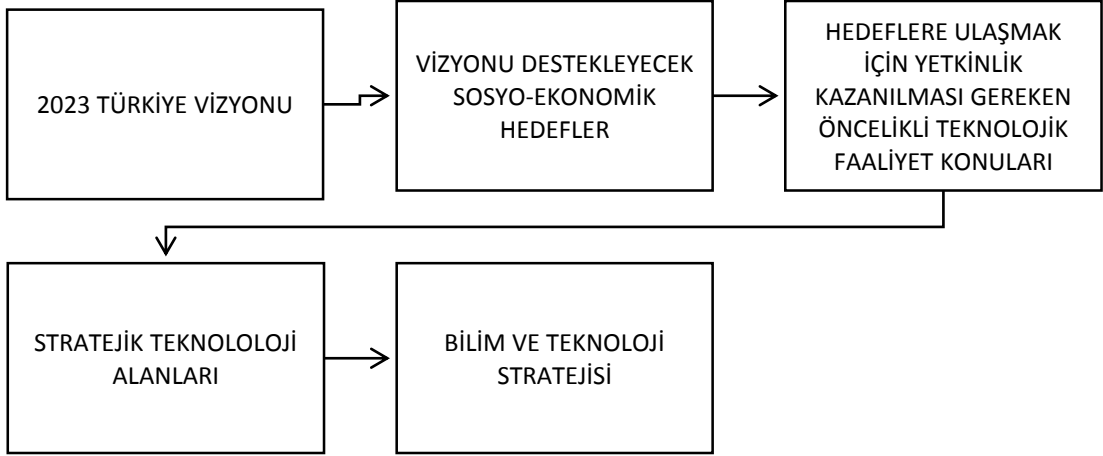 2023 TÜRKİYE VİZYONU
VİZYONU DESTEKLEYECEK
SOSYO-EKONOMİK
HEDEFLER
HEDEFLERE ULAŞMAK
İÇİN YETKİNLİK
KAZANILMASI GEREKEN
ÖNCELİKLİ TEKNOLOJİK
FAALİYET KONULARI
STRATEJİK TEKNOLOLOJİ
ALANLARI
BİLİM VE TEKNOLOJİ
STRATEJİSİ